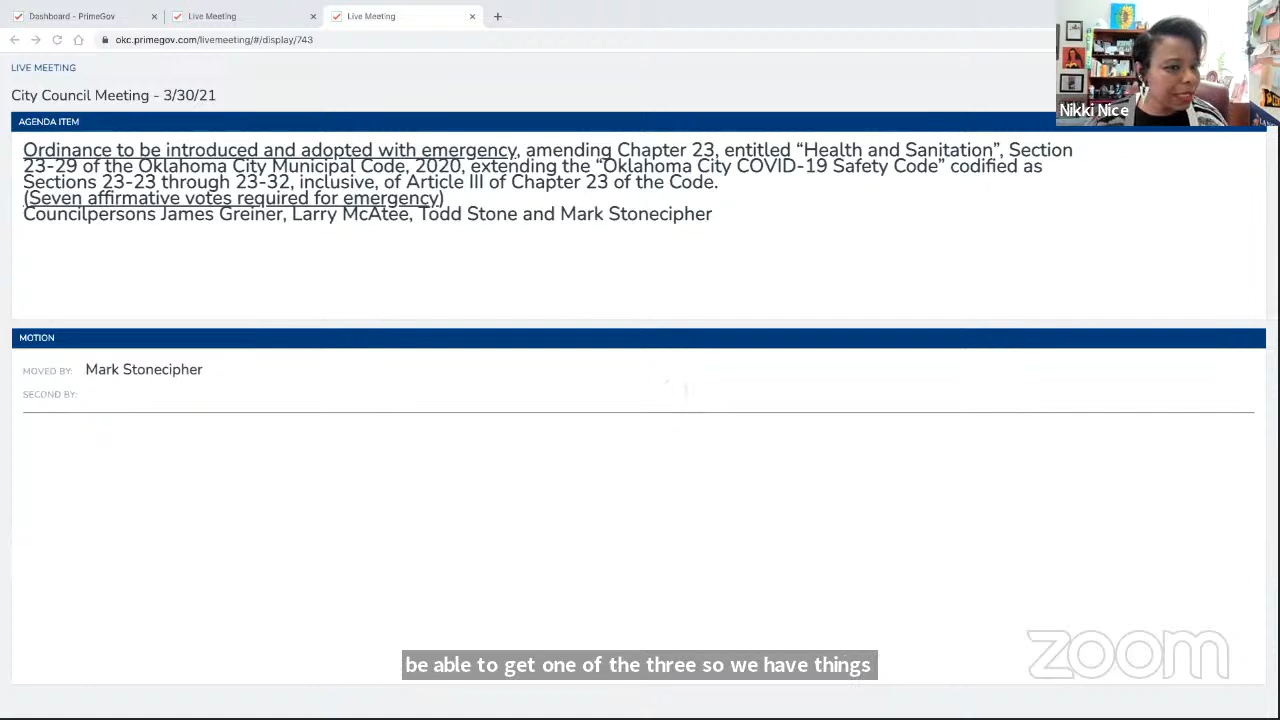 Dashboard - PrimeGov
Live Meeting
Live Meeting
okc.primegov.com/livemeeting/#/display/743
LIVE MEETING
City Council Meeting - 3/30/21
Nikki Nice
AGENDA ITEM
Ordinance to be introduced and adopted with emergency, amending Chapter 23, entitled “Health and Sanitation”, Section
23-29 of the Oklahoma City Municipal Code, 2020, extending the “Oklahoma City COVID-19 Safety Code” codified as
Sections 23-23 through 23-32, inclusive, of Article III of Chapter 23 of the Code.
(Seven affirmative votes required for emergency)
Councilpersons James Greiner, Larry McAtee, Todd Stone and Mark Stonecipher
MOTION
MOVED BY: Mark Stonecipher
SECOND BY:
be able to get one of the three so we have things
zoom